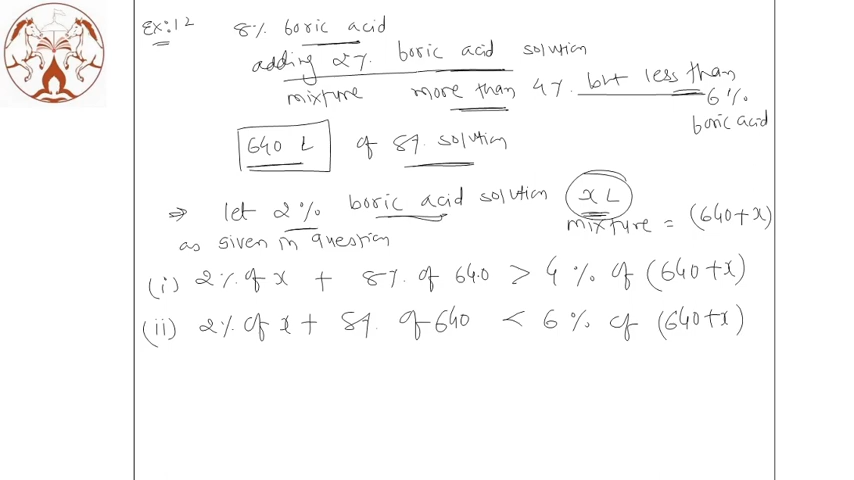 Ex:12 8% boric acid
adding 2% boric acid solution
mixture more than 4% but less than
6%
boric acid
640 L of 8% solution
⇒ let 2% boric acid solution x L
mixture = (640+x)
as given in question
(i) 2% of x + 8% of 640 > 4% of (640+x)
(ii) 2% of x + 8% of 640 < 6% of (640+x)